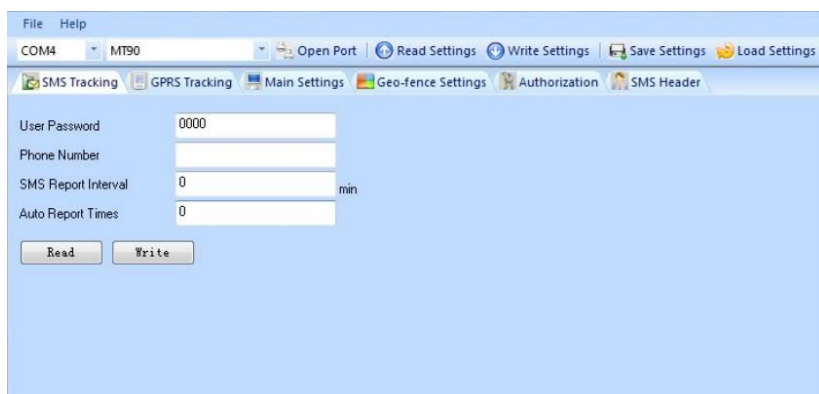 File Help
COM4 MT90 Open Port Read Settings Write Settings Save Settings Load Settings
SMS Tracking GPRS Tracking Main Settings Geo-fence Settings Authorization SMS Header
User Password 0000
Phone Number
SMS Report Interval 0 min
Auto Report Times 0
Read Write